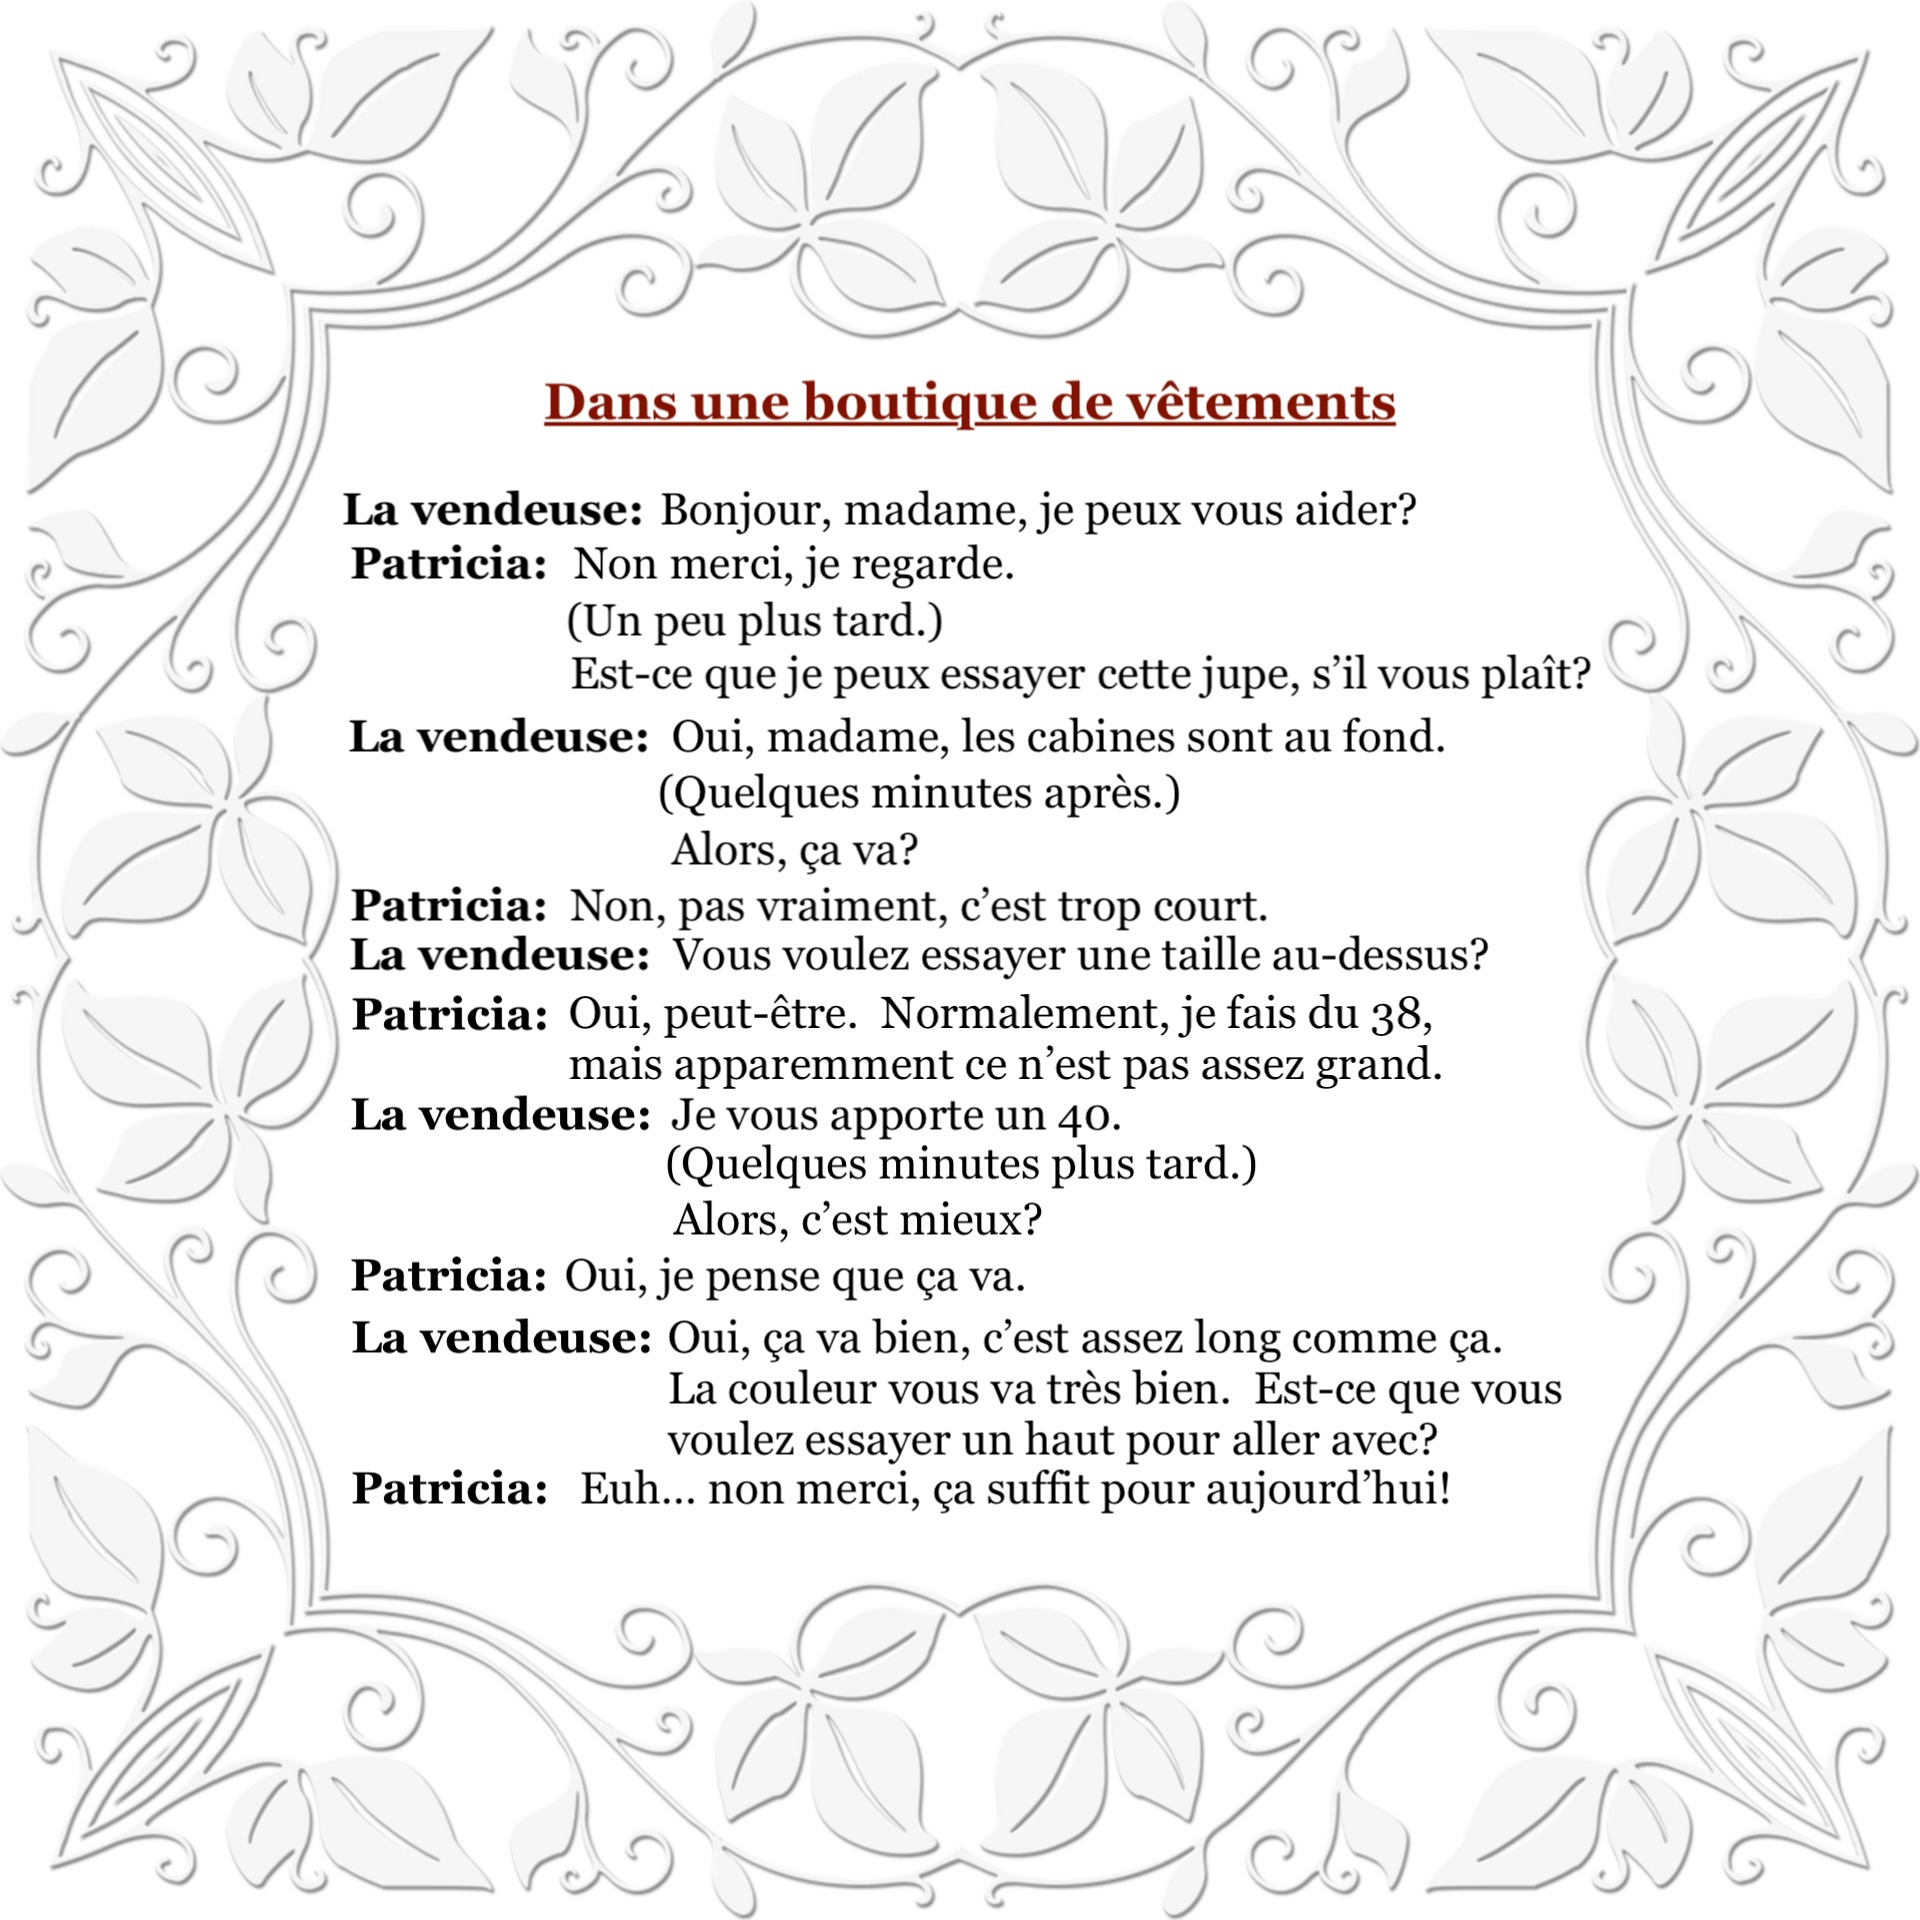 Dans une boutique de vêtements
La vendeuse: Bonjour, madame, je peux vous aider?
Patricia: Non merci, je regarde.
(Un peu plus tard.)
Est-ce que je peux essayer cette jupe, s’il vous plaît?
La vendeuse: Oui, madame, les cabines sont au fond.
(Quelques minutes après.)
Alors, ça va?
Patricia: Non, pas vraiment, c’est trop court.
La vendeuse: Vous voulez essayer une taille au-dessus?
Patricia: Oui, peut-être. Normalement, je fais du 38,
mais apparemment ce n’est pas assez grand.
La vendeuse: Je vous apporte un 40.
(Quelques minutes plus tard.)
Alors, c’est mieux?
Patricia: Oui, je pense que ça va.
La vendeuse: Oui, ça va bien, c’est assez long comme ça.
La couleur vous va très bien. Est-ce que vous
voulez essayer un haut pour aller avec?
Patricia: Euh... non merci, ça suffit pour aujourd’hui!